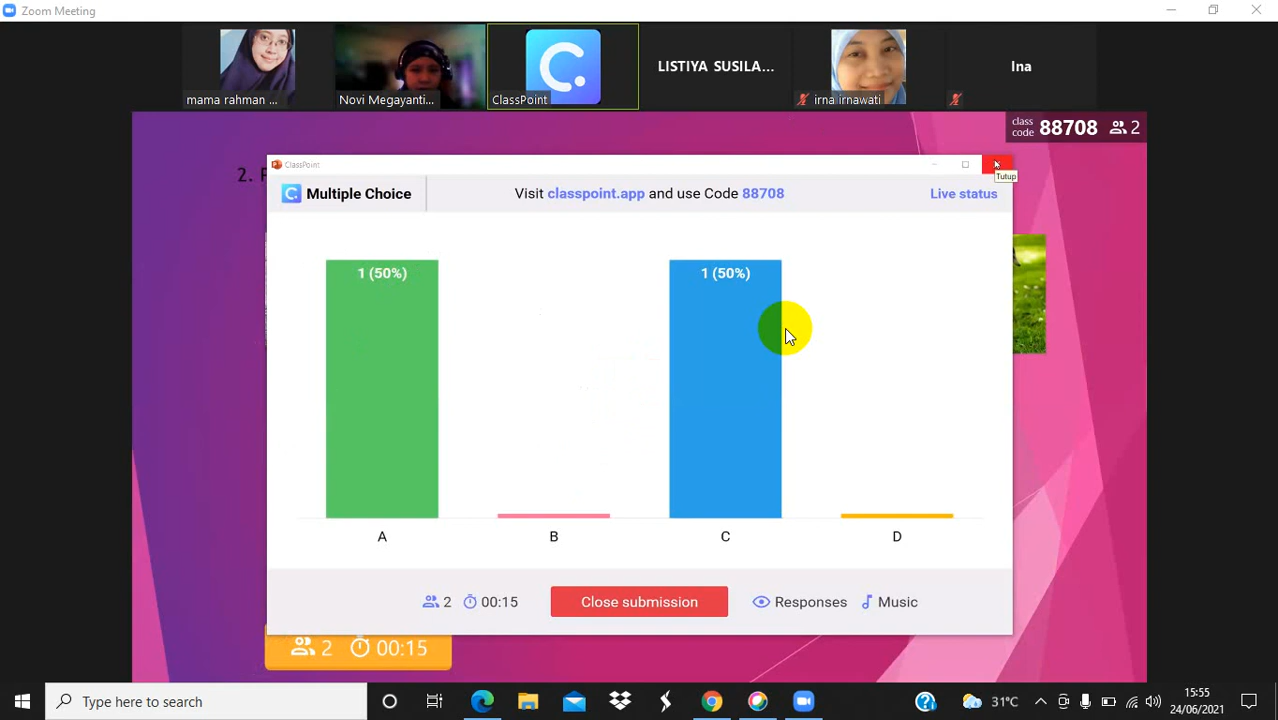 Zoom Meeting
mama rahman ...
Novi Megayanti...
ClassPoint
LISTIYA SUSILA...
irna irnawati
Ina
class code 88708 2
2.
ClassPoint
Tutup
Multiple Choice
Visit classpoint.app and use Code 88708
Live status
1 (50%)
1 (50%)
A
B
C
D
2 00:15
Close submission
Responses
Music
2 00:15
Type here to search
31°C
15:55
24/06/2021